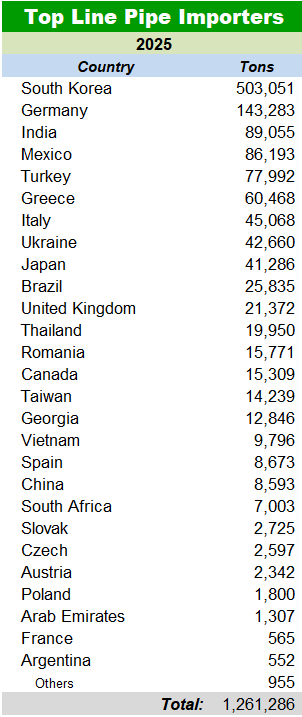 Top Line Pipe Importers
2025
Country Tons
South Korea 503,051
Germany 143,283
India 89,055
Mexico 86,193
Turkey 77,992
Greece 60,468
Italy 45,068
Ukraine 42,660
Japan 41,286
Brazil 25,835
United Kingdom 21,372
Thailand 19,950
Romania 15,771
Canada 15,309
Taiwan 14,239
Georgia 12,846
Vietnam 9,796
Spain 8,673
China 8,593
South Africa 7,003
Slovak 2,725
Czech 2,597
Austria 2,342
Poland 1,800
Arab Emirates 1,307
France 565
Argentina 552
Others 955
Total: 1,261,286